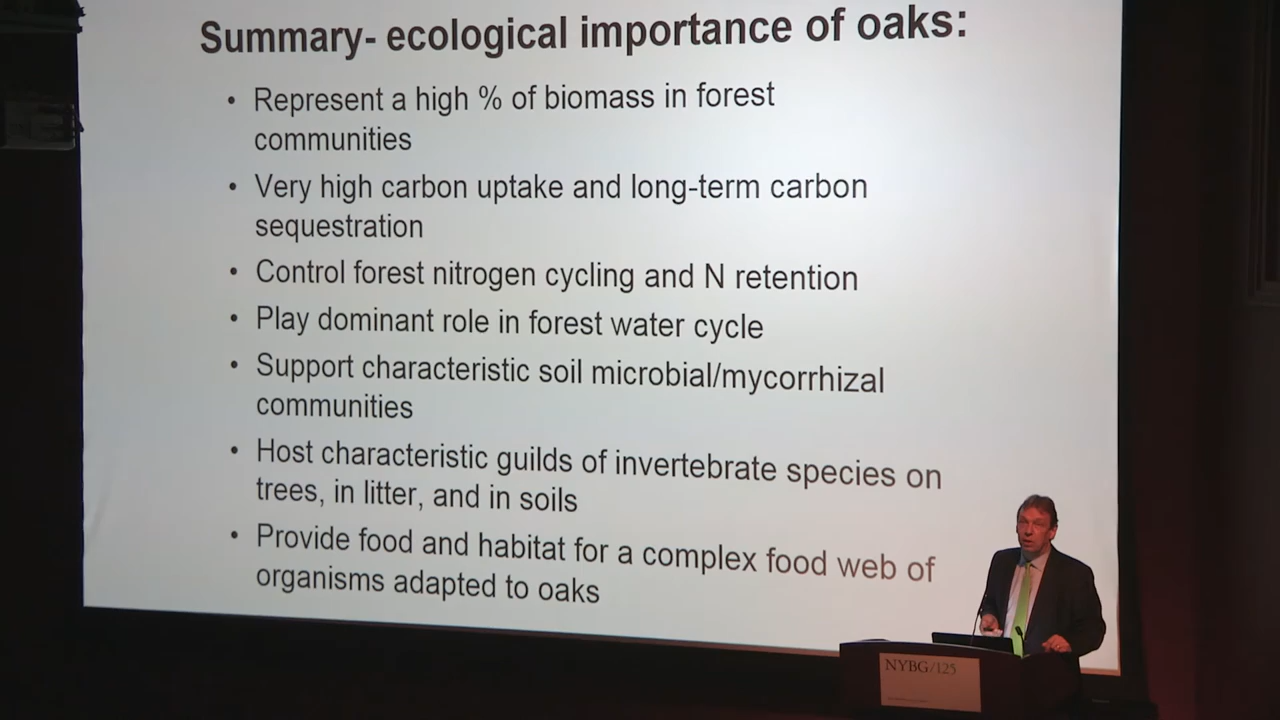 Summary- ecological importance of oaks:
• Represent a high % of biomass in forest
communities
• Very high carbon uptake and long-term carbon
sequestration
• Control forest nitrogen cycling and N retention
• Play dominant role in forest water cycle
• Support characteristic soil microbial/mycorrhizal
communities
• Host characteristic guilds of invertebrate species on
trees, in litter, and in soils
• Provide food and habitat for a complex food web of
organisms adapted to oaks
NYBG/125